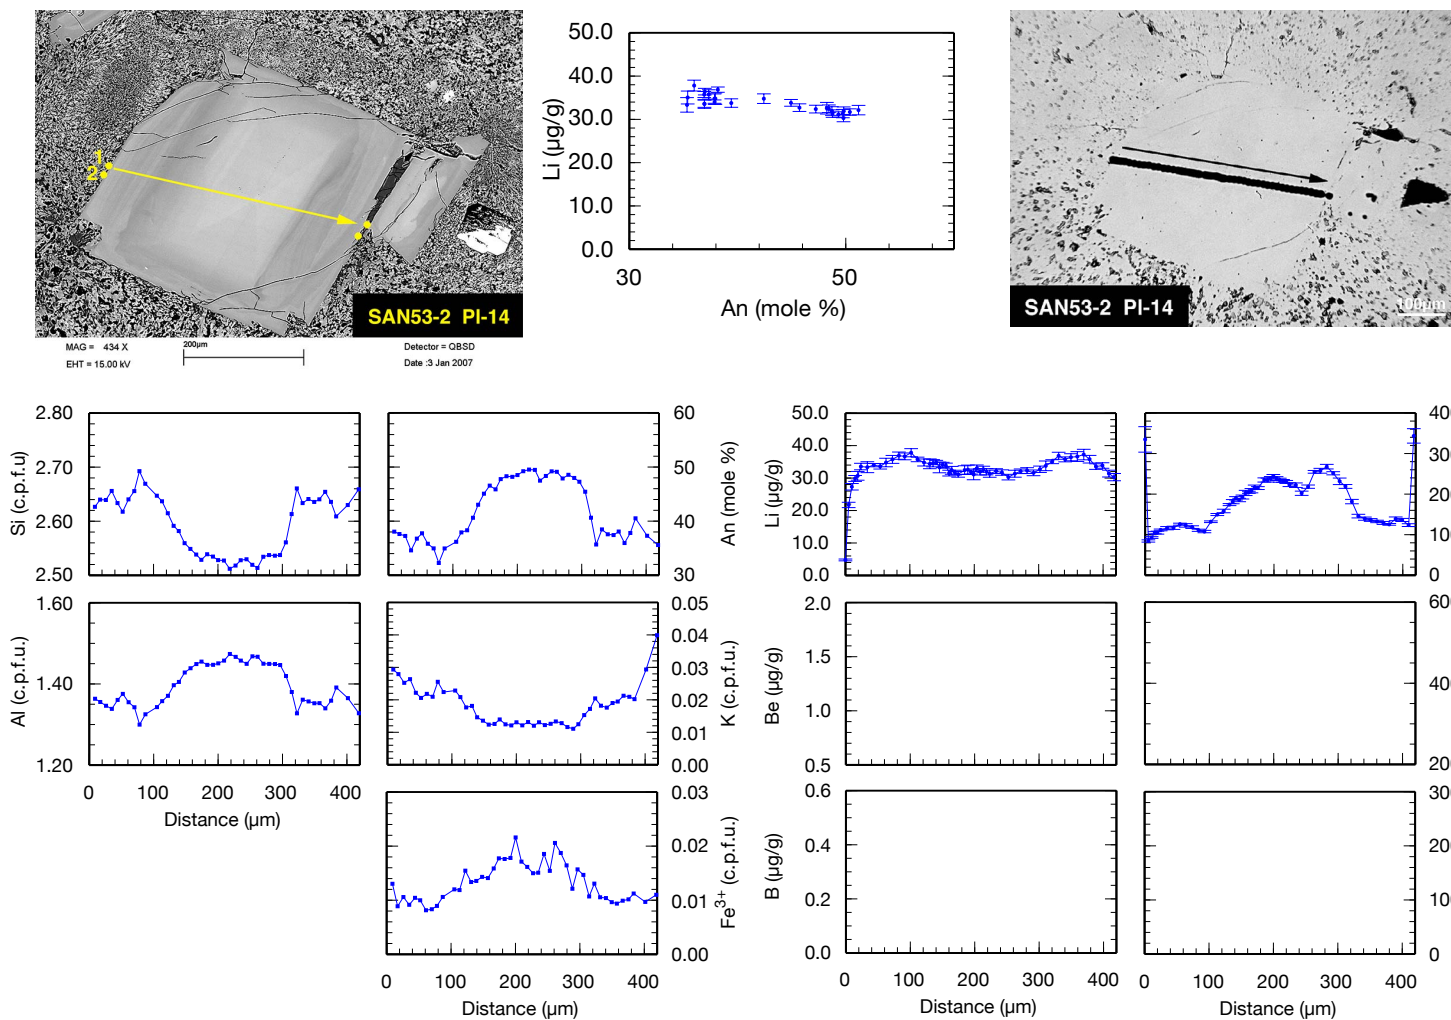 1
2
SAN53-2 PI-14
MAG = 434 X
200µm
Detector = QBSD
EHT = 15.00 kV
Date :3 Jan 2007
50.0
40.0
30.0
20.0
10.0
0.0
Li (µg/g)
30
50
An (mole %)
100µm
SAN53-2 PI-14
2.80
2.70
2.60
2.50
Si (c.p.f.u)
60
50
40
30
An (mole %)
50.0
40.0
30.0
20.0
10.0
0.0
Li (µg/g)
40
30
20
10
0
1.60
1.40
1.20
Al (c.p.f.u.)
0 100 200 300 400
Distance (µm)
0.05
0.04
0.03
0.02
0.01
0.00
K (c.p.f.u.)
2.0
1.5
1.0
0.5
Be (µg/g)
60
40
20
0.03
0.02
0.01
0.00
Fe3+ (c.p.f.u.)
0 100 200 300 400
Distance (µm)
0.6
0.4
0.2
0.0
B (µg/g)
0 100 200 300 400
Distance (µm)
30
20
10
0
0 100 200 300 400
Distance (µm)